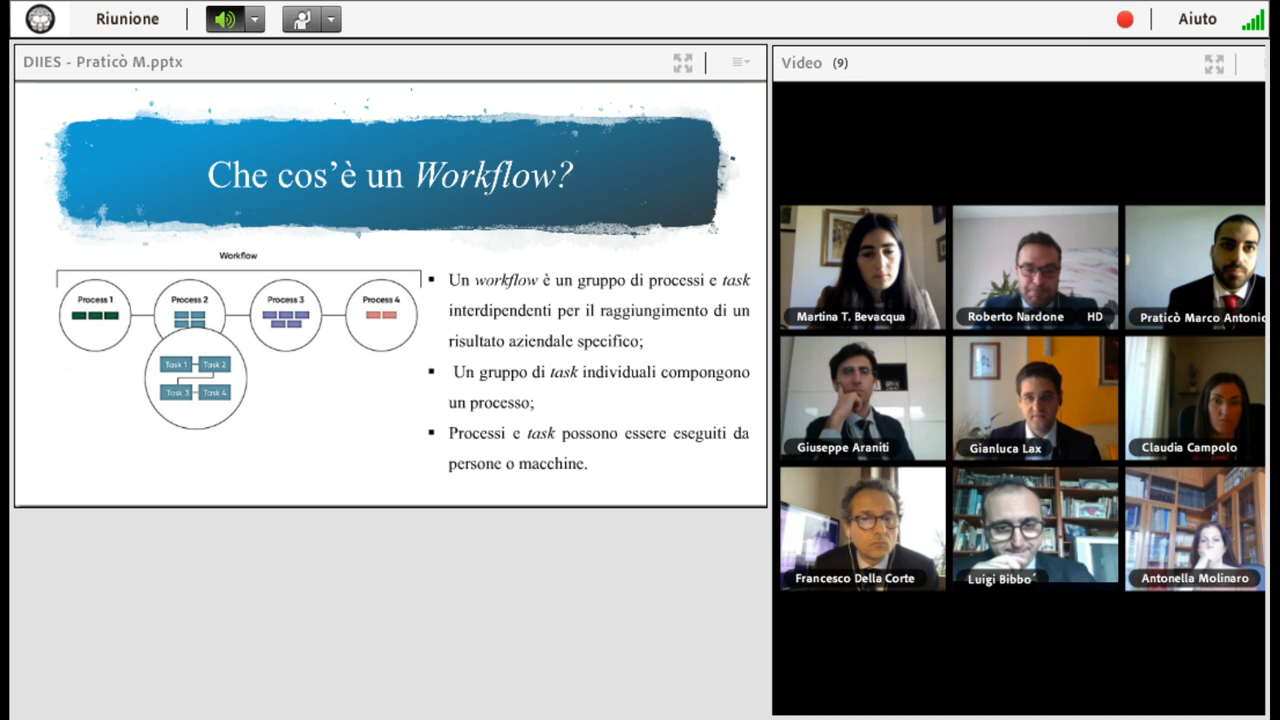 Riunione
Aiuto
DIIES - Praticò M.pptx
Video (9)
Che cos'è un Workflow?
Workflow
Process 1
Process 2
Process 3
Process 4
Task 1
Task 2
Task 3
Task 4
Un workflow è un gruppo di processi e task
interdipendenti per il raggiungimento di un
risultato aziendale specifico;
Un gruppo di task individuali compongono
un processo;
Processi e task possono essere eseguiti da
persone o macchine.
Martina T. Bevacqua
Roberto Nardone HD
Praticò Marco Antonio
Giuseppe Araniti
Gianluca Lax
Claudia Campolo
Francesco Della Corte
Luigi Bibbo´
Antonella Molinaro